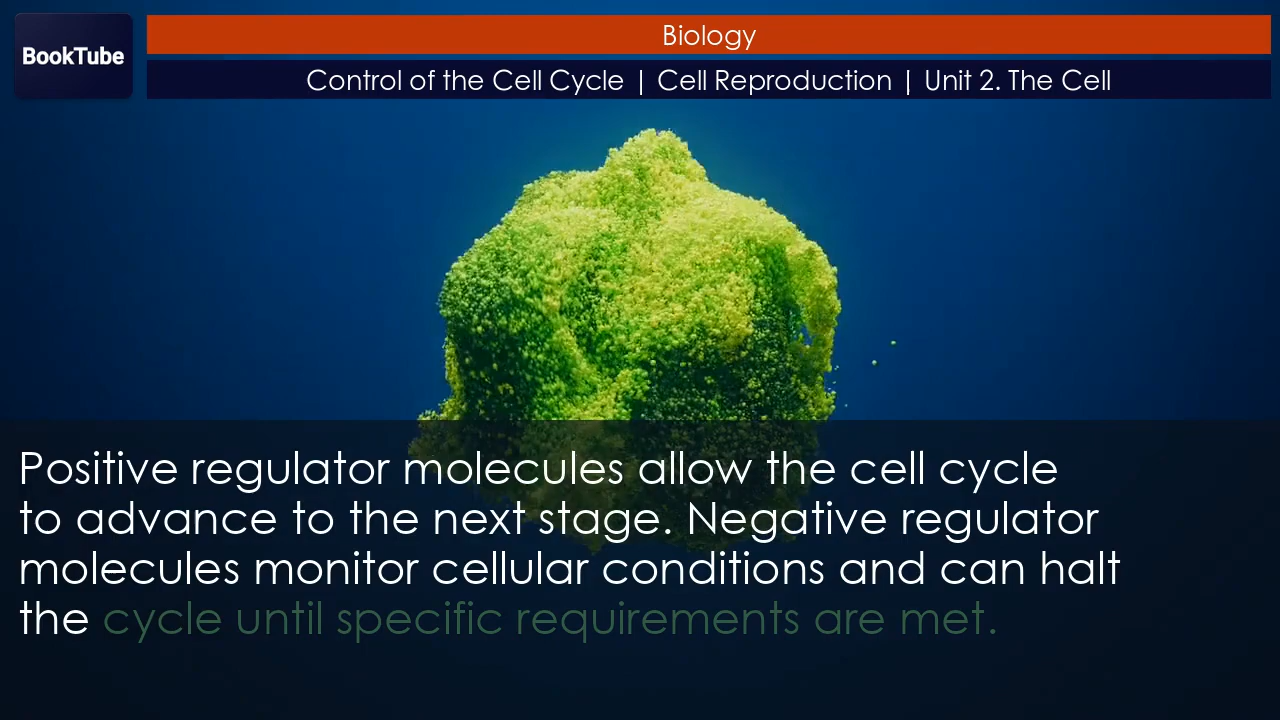 BookTube
Biology
Control of the Cell Cycle | Cell Reproduction | Unit 2. The Cell
Positive regulator molecules allow the cell cycle
to advance to the next stage. Negative regulator
molecules monitor cellular conditions and can halt
the cycle until specific requirements are met.